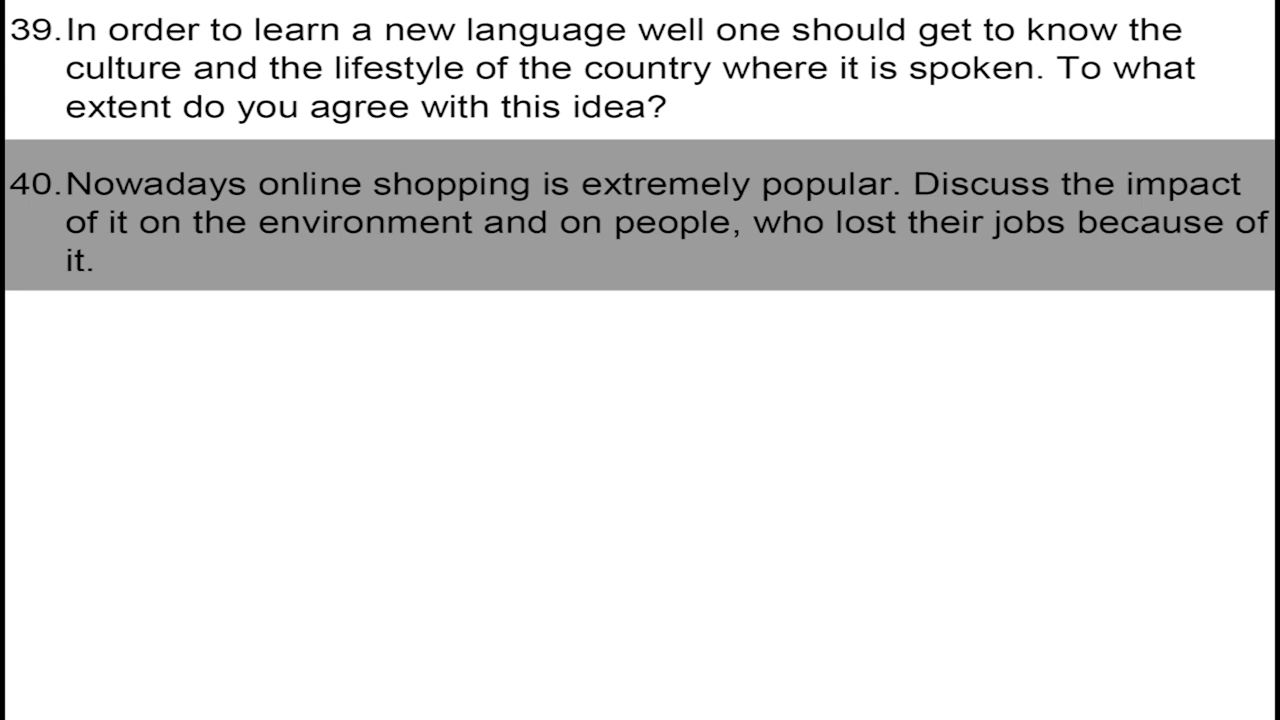 39.In order to learn a new language well one should get to know the
culture and the lifestyle of the country where it is spoken. To what
extent do you agree with this idea?
40.Nowadays online shopping is extremely popular. Discuss the impact
of it on the environment and on people, who lost their jobs because of
it.